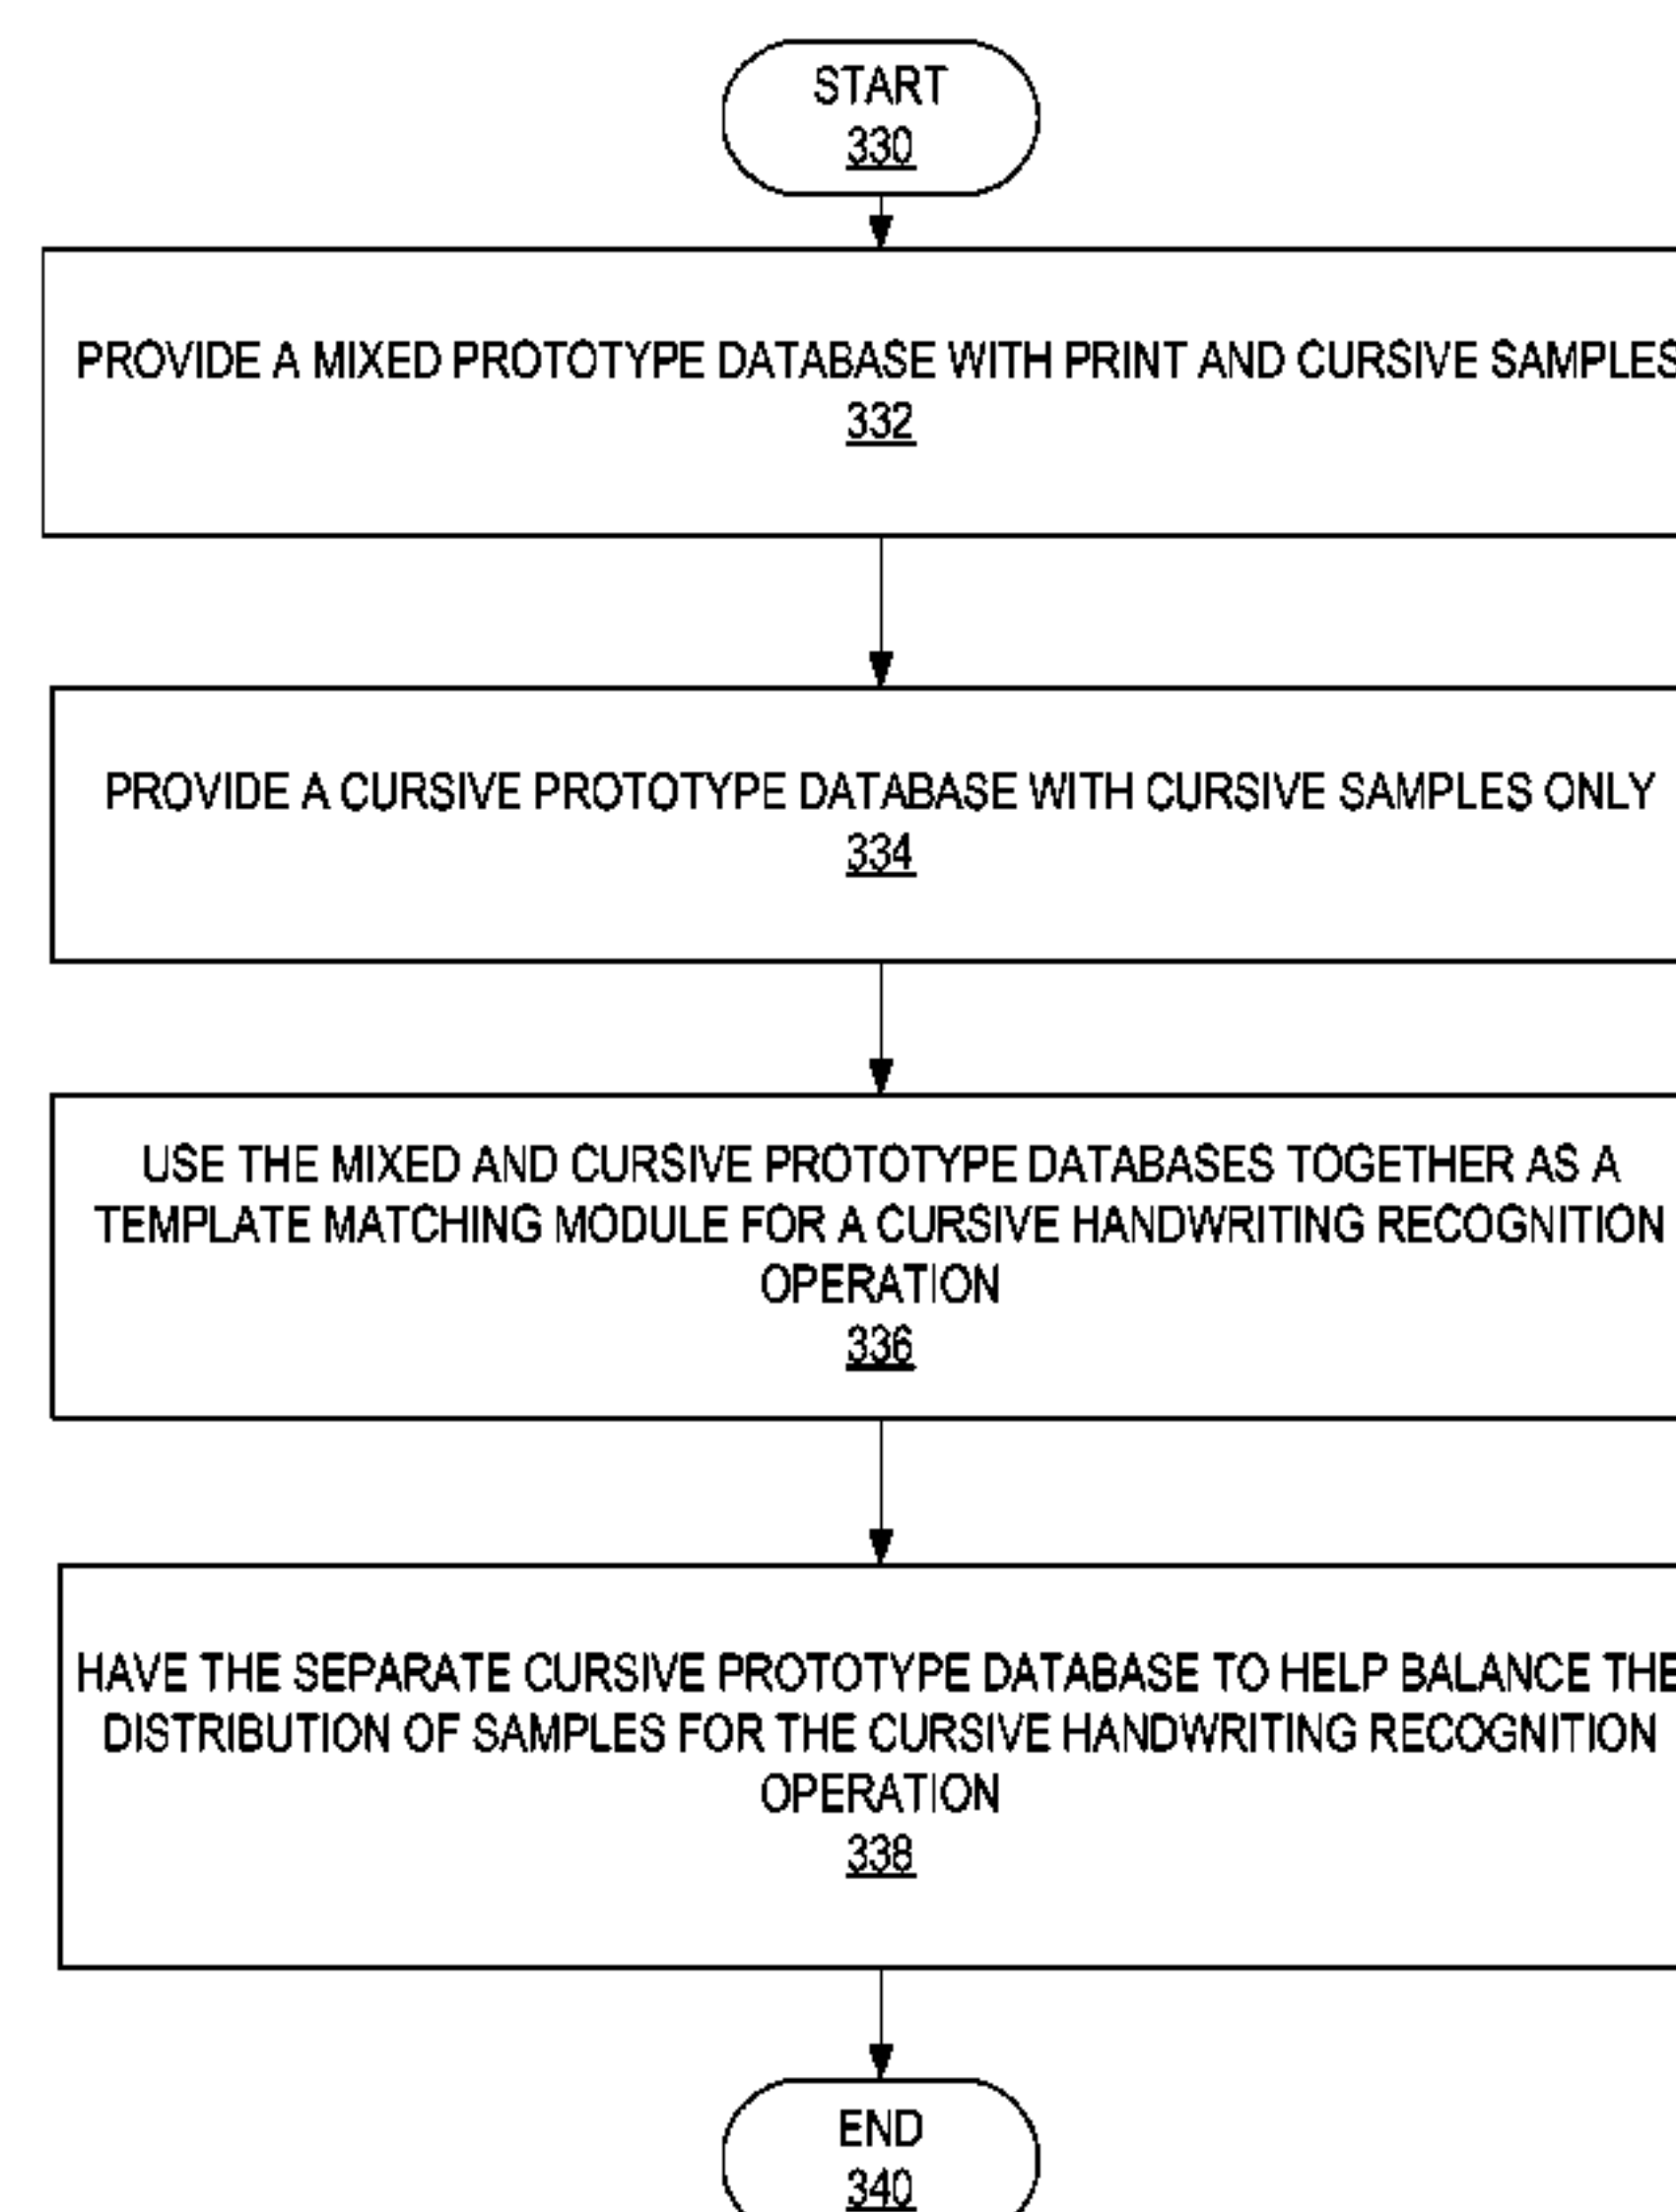 START
330
PROVIDE A MIXED PROTOTYPE DATABASE WITH PRINT AND CURSIVE SAMPLES
332
PROVIDE A CURSIVE PROTOTYPE DATABASE WITH CURSIVE SAMPLES ONLY
334
USE THE MIXED AND CURSIVE PROTOTYPE DATABASES TOGETHER AS A
TEMPLATE MATCHING MODULE FOR A CURSIVE HANDWRITING RECOGNITION
OPERATION
336
HAVE THE SEPARATE CURSIVE PROTOTYPE DATABASE TO HELP BALANCE THE
DISTRIBUTION OF SAMPLES FOR THE CURSIVE HANDWRITING RECOGNITION
OPERATION
338
END
340